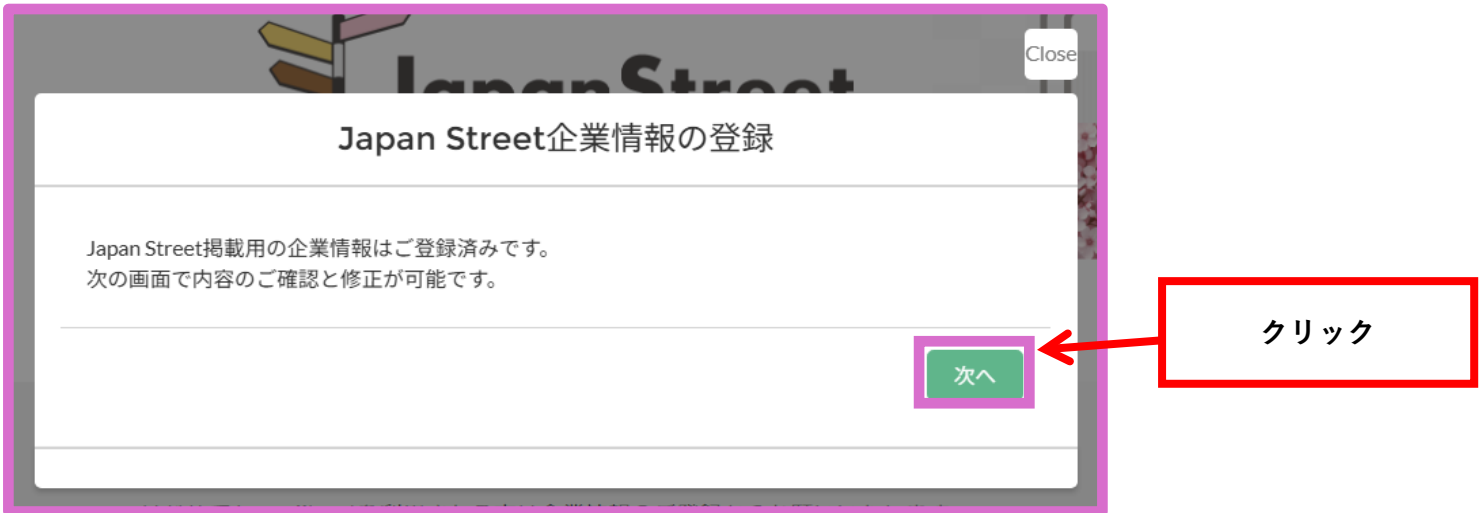 Close
Japan Street
Japan Street企業情報の登録
Japan Street掲載用の企業情報はご登録済みです。
次の画面で内容のご確認と修正が可能です。
次へ
クリック